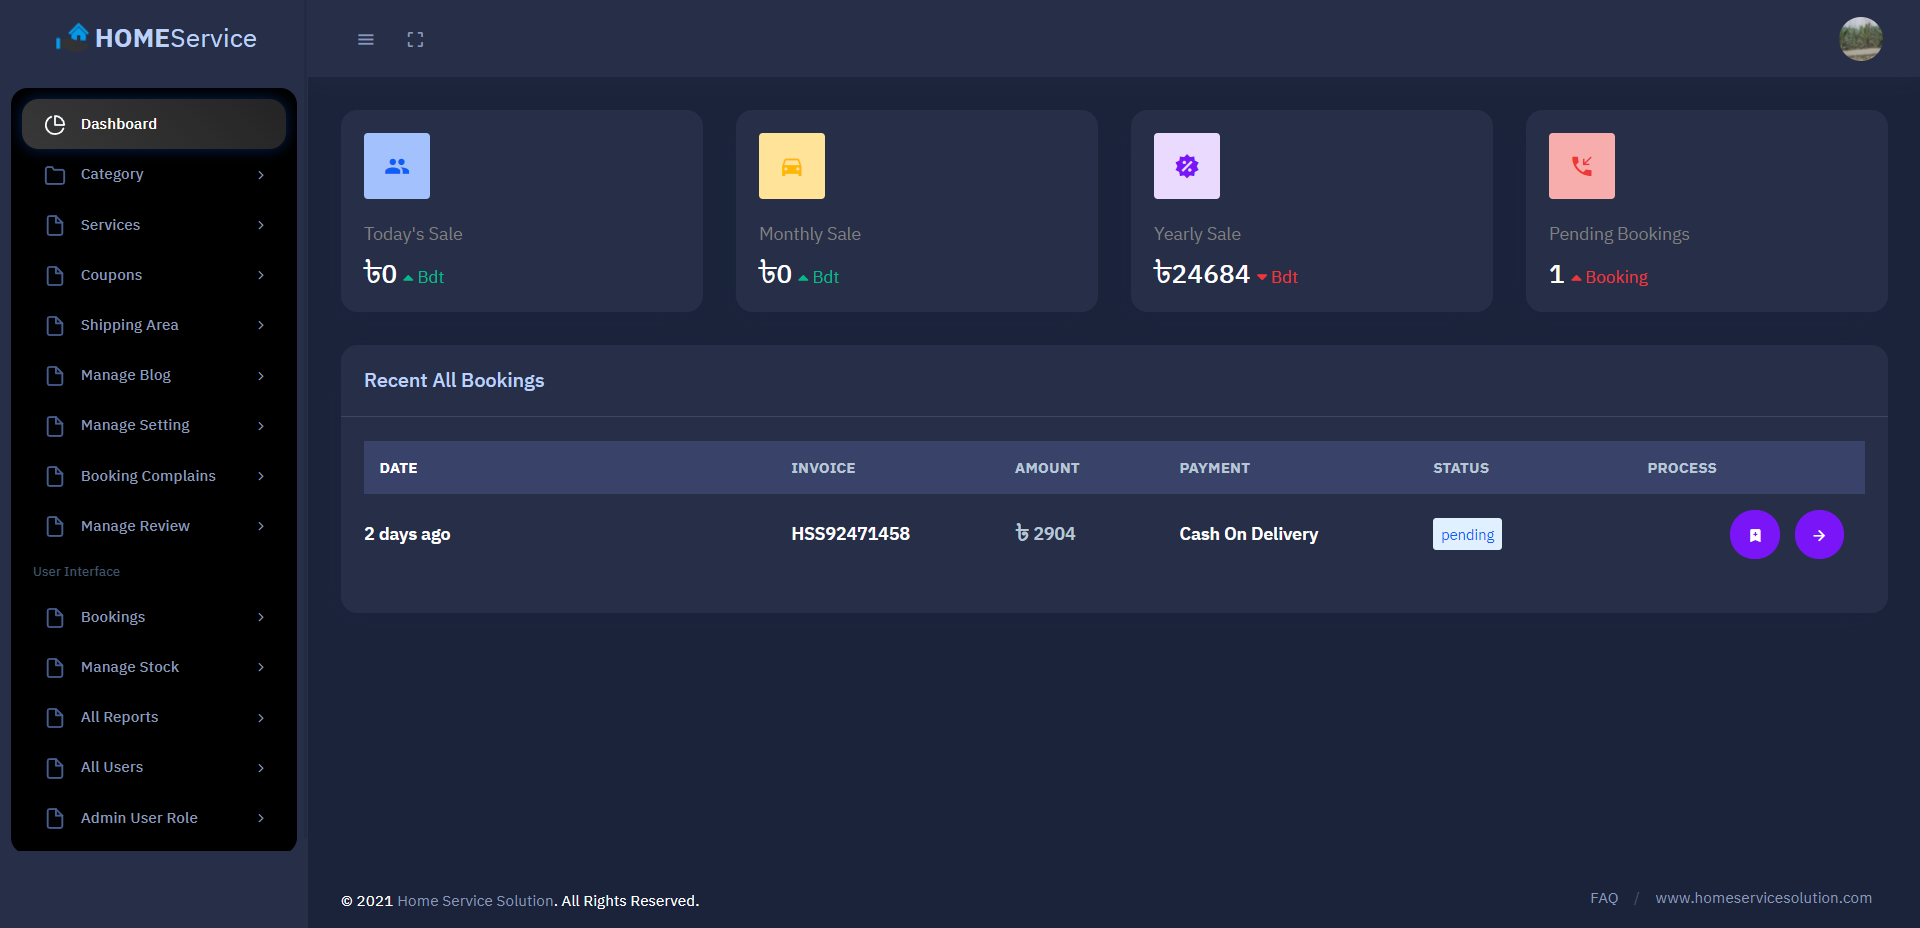 HOMEService
Dashboard
Category
Services
Coupons
Shipping Area
Manage Blog
Manage Setting
Booking Complains
Manage Review
User Interface
Bookings
Manage Stock
All Reports
All Users
Admin User Role
Today's Sale
৳0 Bdt
Monthly Sale
৳0 Bdt
Yearly Sale
৳24684 Bdt
Pending Bookings
1 Booking
Recent All Bookings
DATE INVOICE AMOUNT PAYMENT STATUS PROCESS
2 days ago HSS92471458 ৳ 2904 Cash On Delivery pending
© 2021 Home Service Solution. All Rights Reserved.
FAQ / www.homeservicesolution.com